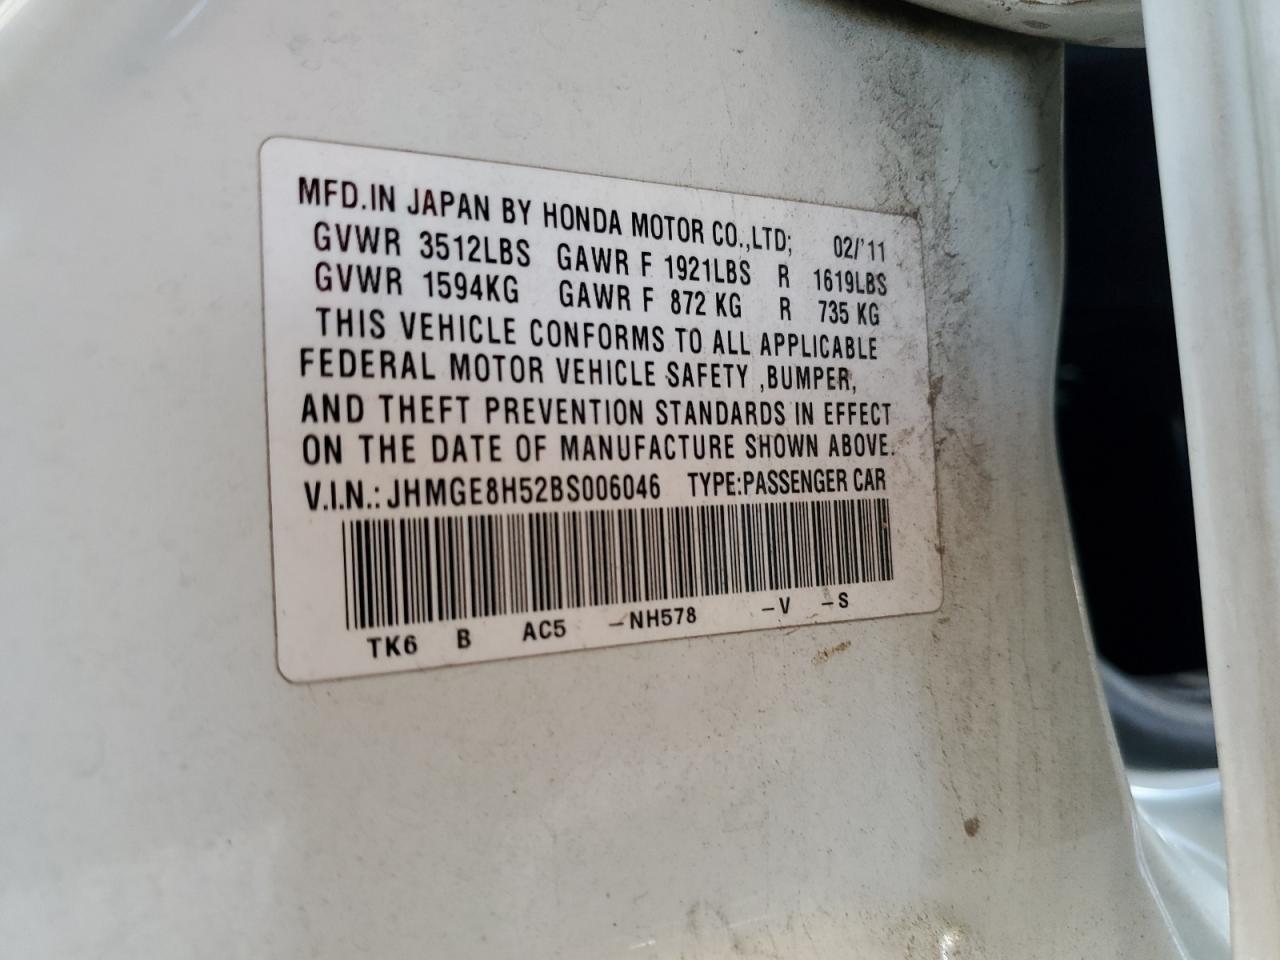 MFD.IN JAPAN BY HONDA MOTOR CO.,LTD; 02/'11
GVWR 3512LBS GAWR F 1921LBS R 1619LBS
GVWR 1594KG GAWR F 872 KG R 735 KG
THIS VEHICLE CONFORMS TO ALL APPLICABLE
FEDERAL MOTOR VEHICLE SAFETY ,BUMPER,
AND THEFT PREVENTION STANDARDS IN EFFECT
ON THE DATE OF MANUFACTURE SHOWN ABOVE.
V.I.N.: JHMGE8H52BS006046 TYPE:PASSENGER CAR
TK6 B AC5 -NH578 -V -S